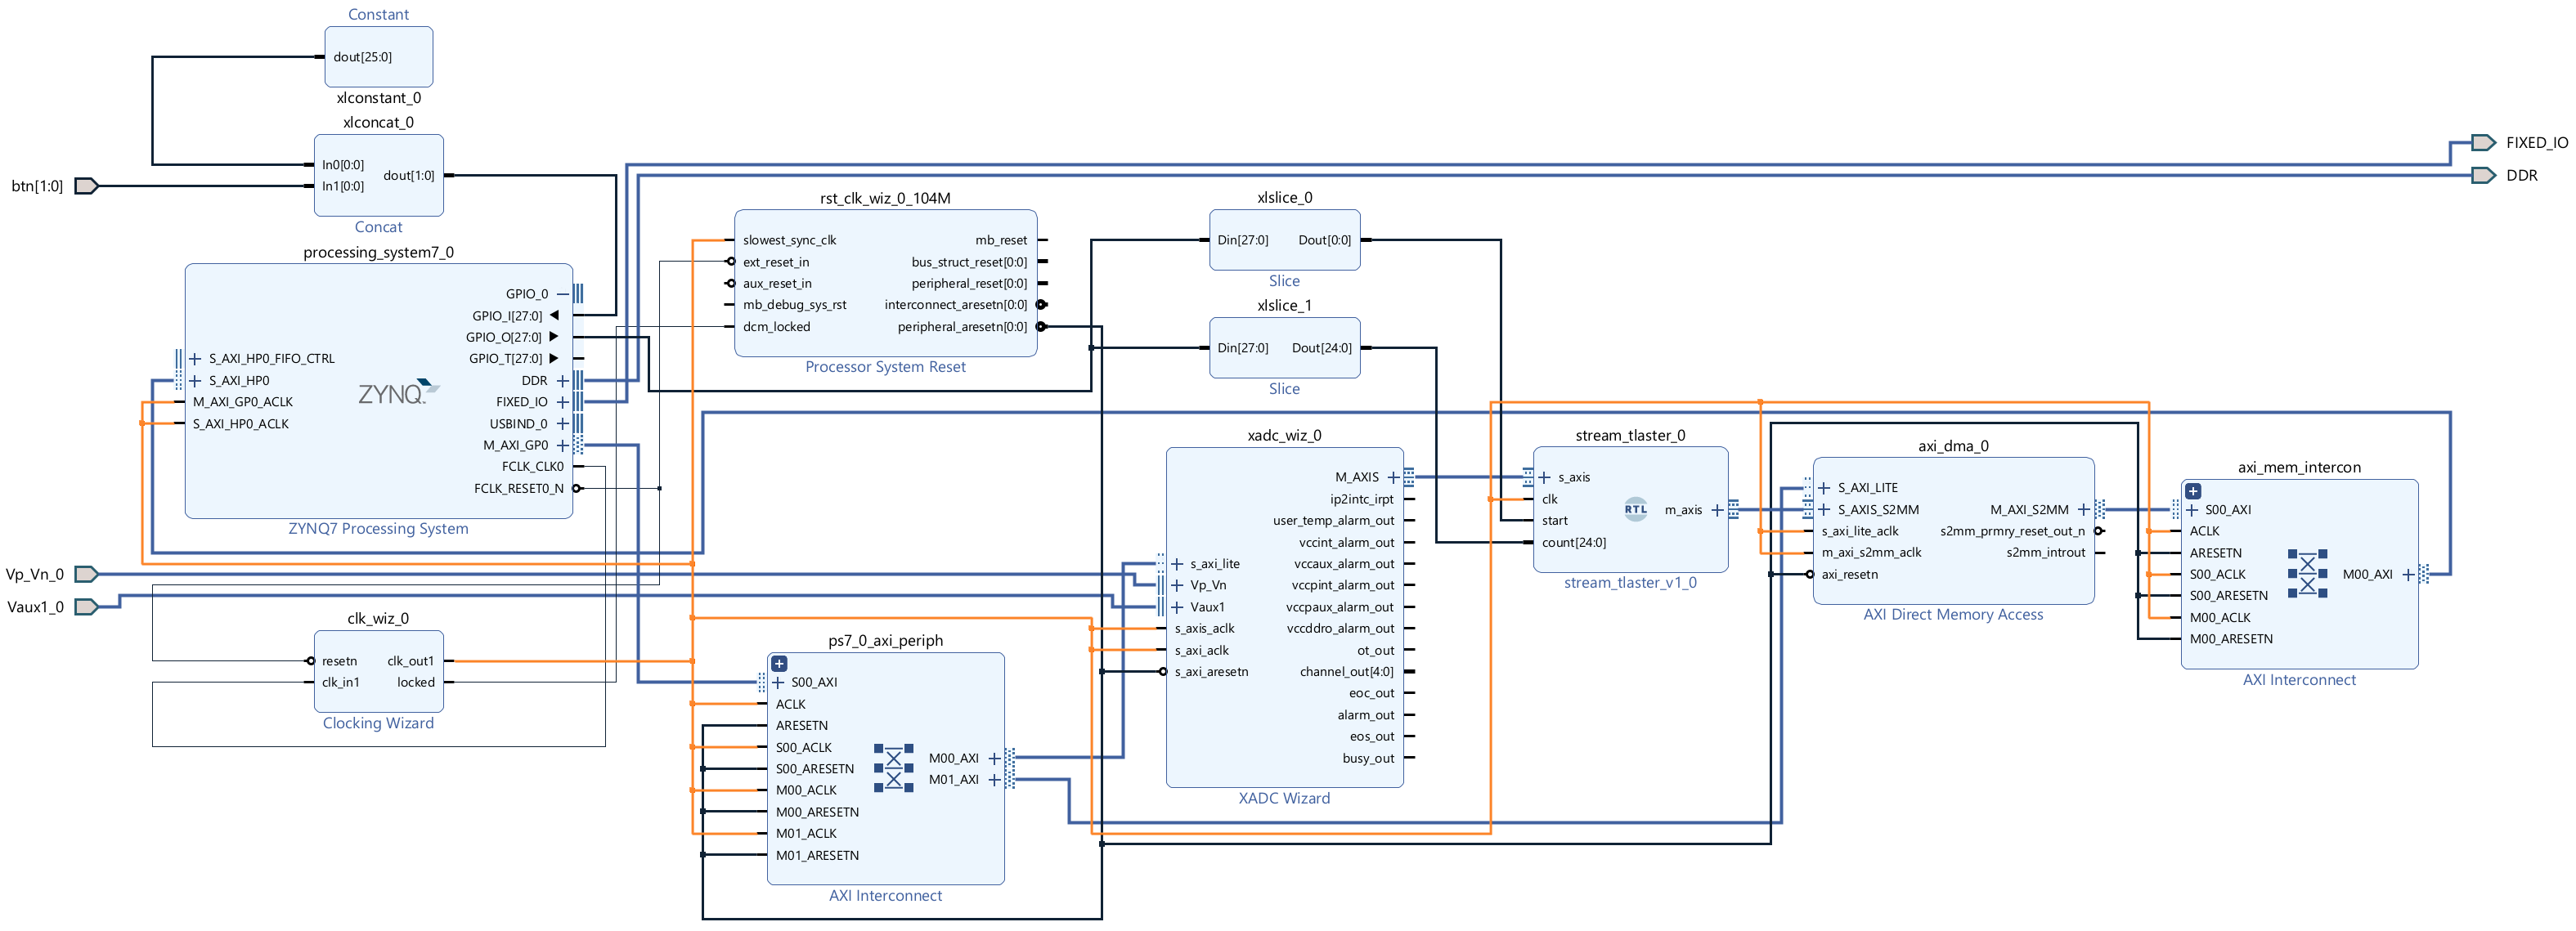 Constant
dout[25:0]
xlconstant_0
xlconcat_0
In0[0:0]
In1[0:0]
dout[1:0]
Concat
btn[1:0]
FIXED_IO
DDR
processing_system7_0
GPIO_0
GPIO_I[27:0]
GPIO_O[27:0]
GPIO_T[27:0]
S_AXI_HP0_FIFO_CTRL
S_AXI_HP0
M_AXI_GP0_ACLK
S_AXI_HP0_ACLK
ZYNQ
DDR
FIXED_IO
USBIND_0
M_AXI_GP0
FCLK_CLK0
FCLK_RESET0_N
ZYNQ7 Processing System
rst_clk_wiz_0_104M
slowest_sync_clk
ext_reset_in
aux_reset_in
mb_debug_sys_rst
dcm_locked
mb_reset
bus_struct_reset[0:0]
peripheral_reset[0:0]
interconnect_aresetn[0:0]
peripheral_aresetn[0:0]
Processor System Reset
xlslice_0
Din[27:0]
Dout[0:0]
Slice
xlslice_1
Din[27:0]
Dout[24:0]
Slice
Vp_Vn_0
Vaux1_0
clk_wiz_0
resetn
clk_in1
clk_out1
locked
Clocking Wizard
ps7_0_axi_periph
S00_AXI
ACLK
ARESETN
S00_ACLK
S00_ARESETN
M00_ACLK
M00_ARESETN
M01_ACLK
M01_ARESETN
M00_AXI
M01_AXI
AXI Interconnect
xadc_wiz_0
s_axi_lite
Vp_Vn
Vaux1
s_axis_aclk
s_axi_aclk
s_axi_aresetn
M_AXIS
ip2intc_irpt
user_temp_alarm_out
vccint_alarm_out
vccaux_alarm_out
vccpint_alarm_out
vccpaux_alarm_out
vccddro_alarm_out
ot_out
channel_out[4:0]
eoc_out
alarm_out
eos_out
busy_out
XADC Wizard
stream_tlaster_0
s_axis
clk
start
count[24:0]
RTL
m_axis
stream_tlaster_v1_0
axi_dma_0
S_AXI_LITE
S_AXIS_S2MM
s_axi_lite_aclk
m_axi_s2mm_aclk
axi_resetn
M_AXI_S2MM
s2mm_prmry_reset_out_n
s2mm_introut
AXI Direct Memory Access
axi_mem_intercon
S00_AXI
ACLK
ARESETN
S00_ACLK
S00_ARESETN
M00_ACLK
M00_ARESETN
M00_AXI
AXI Interconnect